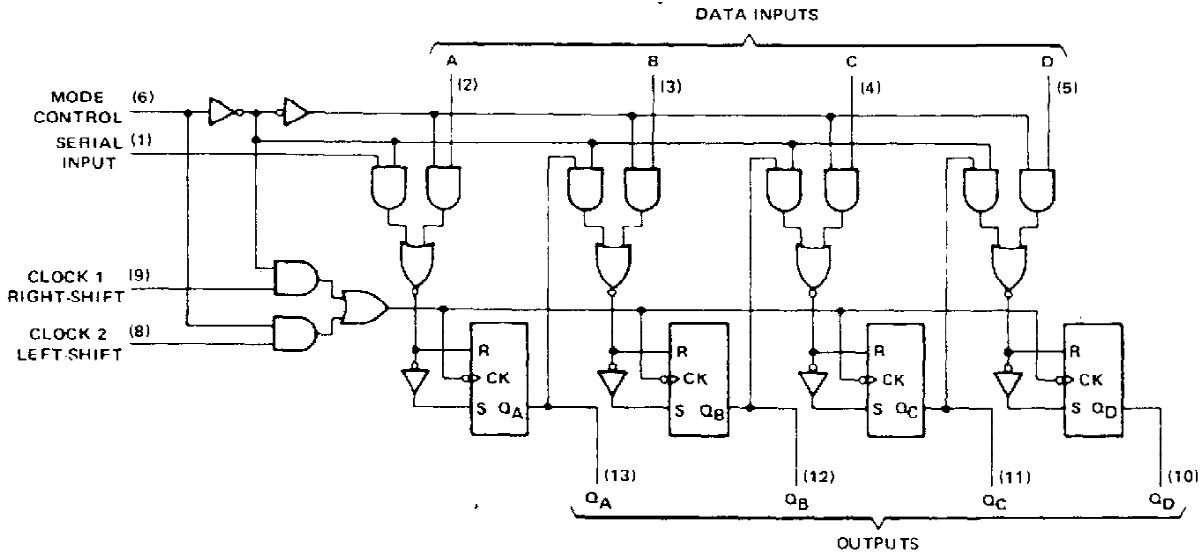 DATA INPUTS
A B C D
(2) (3) (4) (5)
MODE CONTROL (6)
SERIAL INPUT (1)
CLOCK 1 RIGHT-SHIFT (9)
CLOCK 2 LEFT-SHIFT (8)
R R R R
CK CK CK CK
S QA S QB S QC S QD
(13) (12) (11) (10)
QA QB QC QD
OUTPUTS